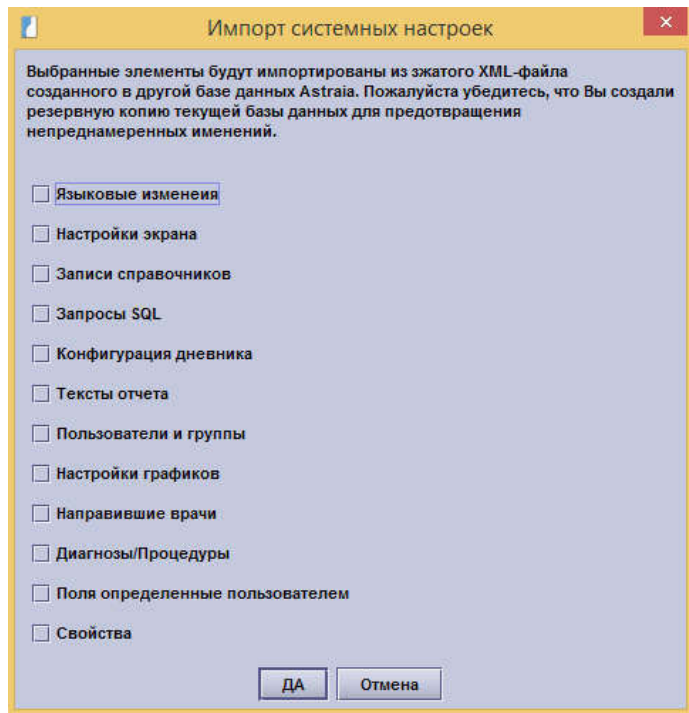 Импорт системных настроек
Выбранные элементы будут импортированы из зжатого XML-файла
созданного в другой базе данных Astraia. Пожалуйста убедитесь, что Вы создали
резервную копию текущей базы данных для предотвращения
непреднамеренных именений.
Языковые изменеия
Настройки экрана
Записи справочников
Запросы SQL
Конфигурация дневника
Тексты отчета
Пользователи и группы
Настройки графиков
Направившие врачи
Диагнозы/Процедуры
Поля определенные пользователем
Свойства
ДА Отмена